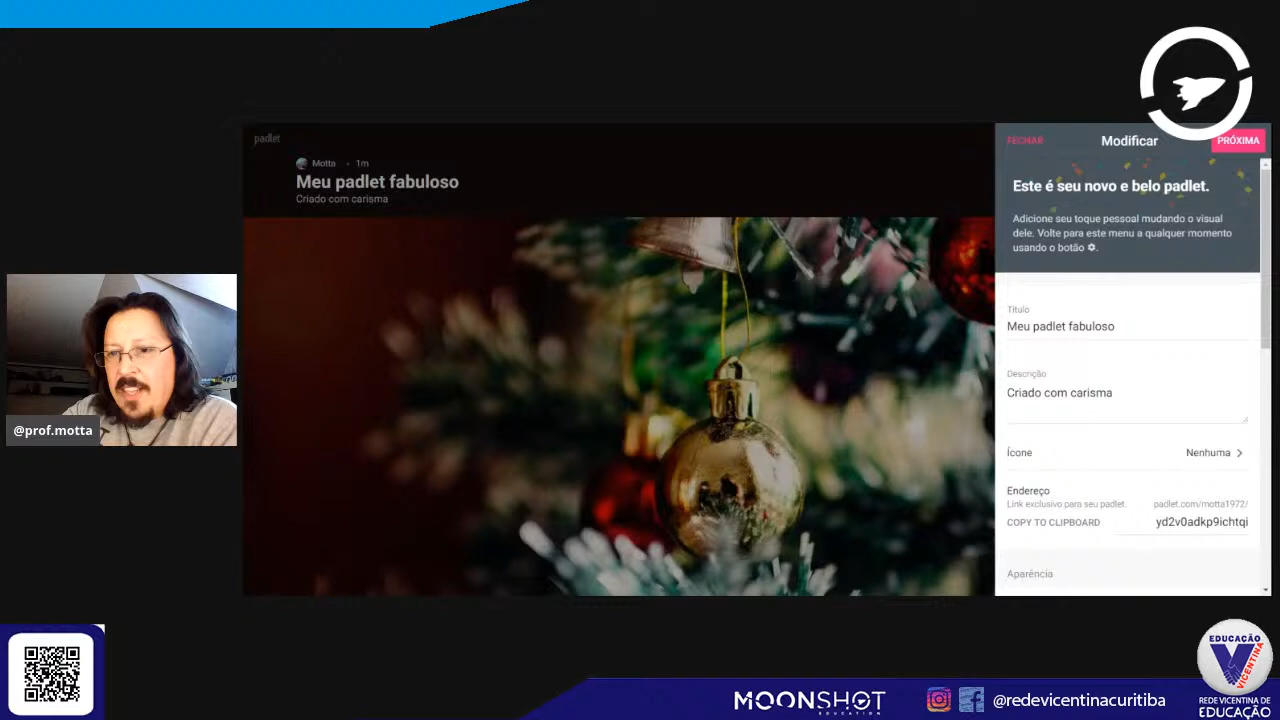 padlet
Motta • 1m
Meu padlet fabuloso
Criado com carisma
FECHAR
Modificar
PRÓXIMA
Este é seu novo e belo padlet.
Adicione seu toque pessoal mudando o visual
dele. Volte para este menu a qualquer momento
usando o botão ⚙.
Título
Meu padlet fabuloso
Descrição
Criado com carisma
Ícone
Nenhuma >
Endereço
Link exclusivo para seu padlet.
padlet.com/motta1972/
COPY TO CLIPBOARD
yd2v0adkp9ichtqi
Aparência
@prof.motta
MOONSHOT
EDUCATION
@redevicentinacuritiba
EDUCAÇÃO
VICENTINA
REDE VICENTINA DE
EDUCAÇÃO